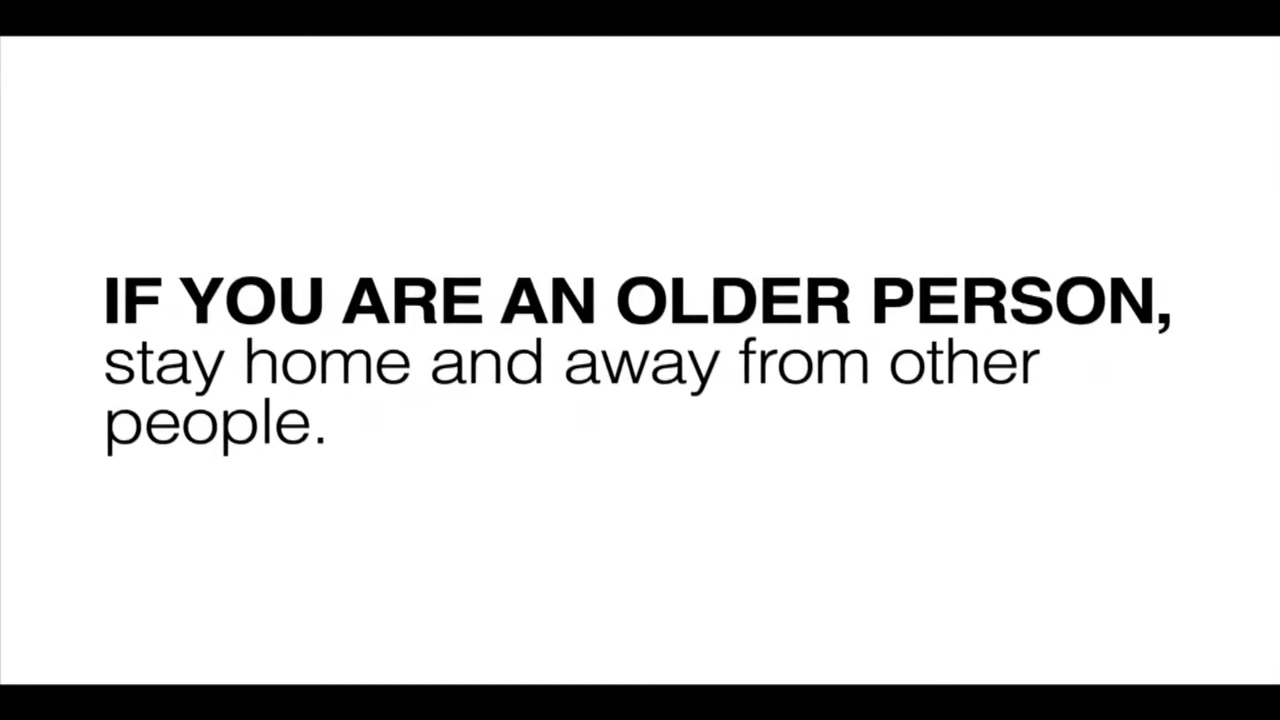 IF YOU ARE AN OLDER PERSON,
stay home and away from other
people.